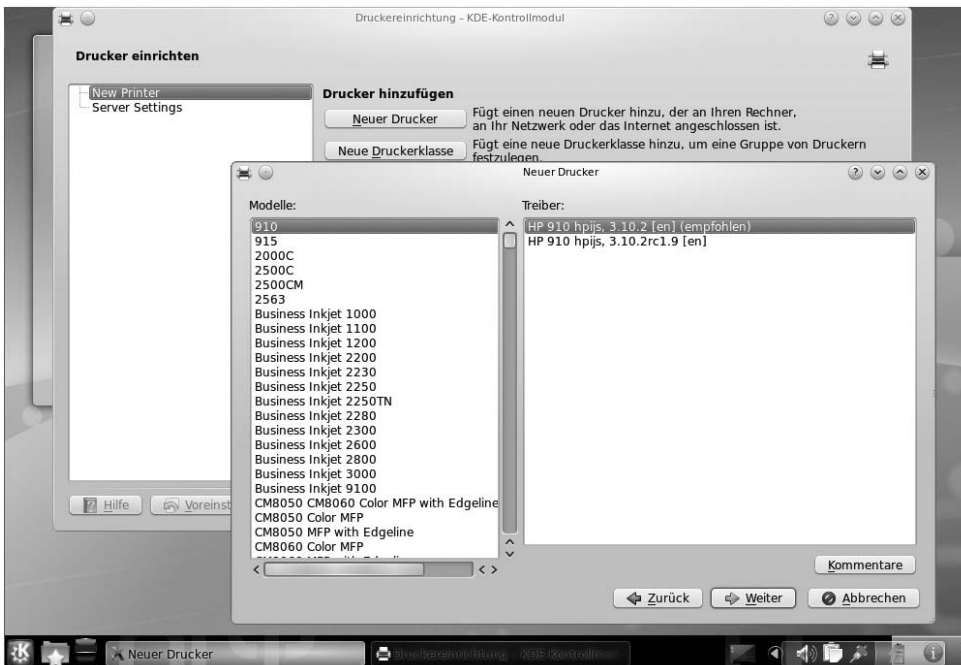 Druckereinrichtung – KDE-Kontrollmodul
Drucker einrichten
New Printer
Server Settings
Drucker hinzufügen
Neuer Drucker
Fügt einen neuen Drucker hinzu, der an Ihren Rechner,
an Ihr Netzwerk oder das Internet angeschlossen ist.
Neue Druckerklasse
Fügt eine neue Druckerklasse hinzu, um eine Gruppe von Druckern
festzulegen.
Hilfe
Voreinst
Neuer Drucker
Modelle:
910
915
2000C
2500C
2500CM
2563
Business Inkjet 1000
Business Inkjet 1100
Business Inkjet 1200
Business Inkjet 2200
Business Inkjet 2230
Business Inkjet 2250
Business Inkjet 2250TN
Business Inkjet 2280
Business Inkjet 2300
Business Inkjet 2600
Business Inkjet 2800
Business Inkjet 3000
Business Inkjet 9100
CM8050 CM8060 Color MFP with Edgeline
CM8050 Color MFP
CM8050 MFP with Edgeline
CM8060 Color MFP
Treiber:
HP 910 hpijs, 3.10.2 [en] (empfohlen)
HP 910 hpijs, 3.10.2rc1.9 [en]
Kommentare
Zurück
Weiter
Abbrechen
Neuer Drucker
Druckereinrichtung – KDE-Kontrollm